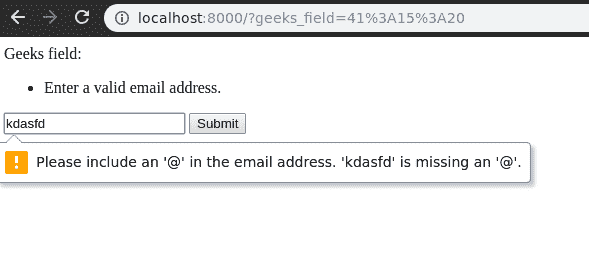 localhost:8000/?geeks_field=41%3A15%3A20
Geeks field:
• Enter a valid email address.
kdasfd Submit
! Please include an '@' in the email address. 'kdasfd' is missing an '@'.